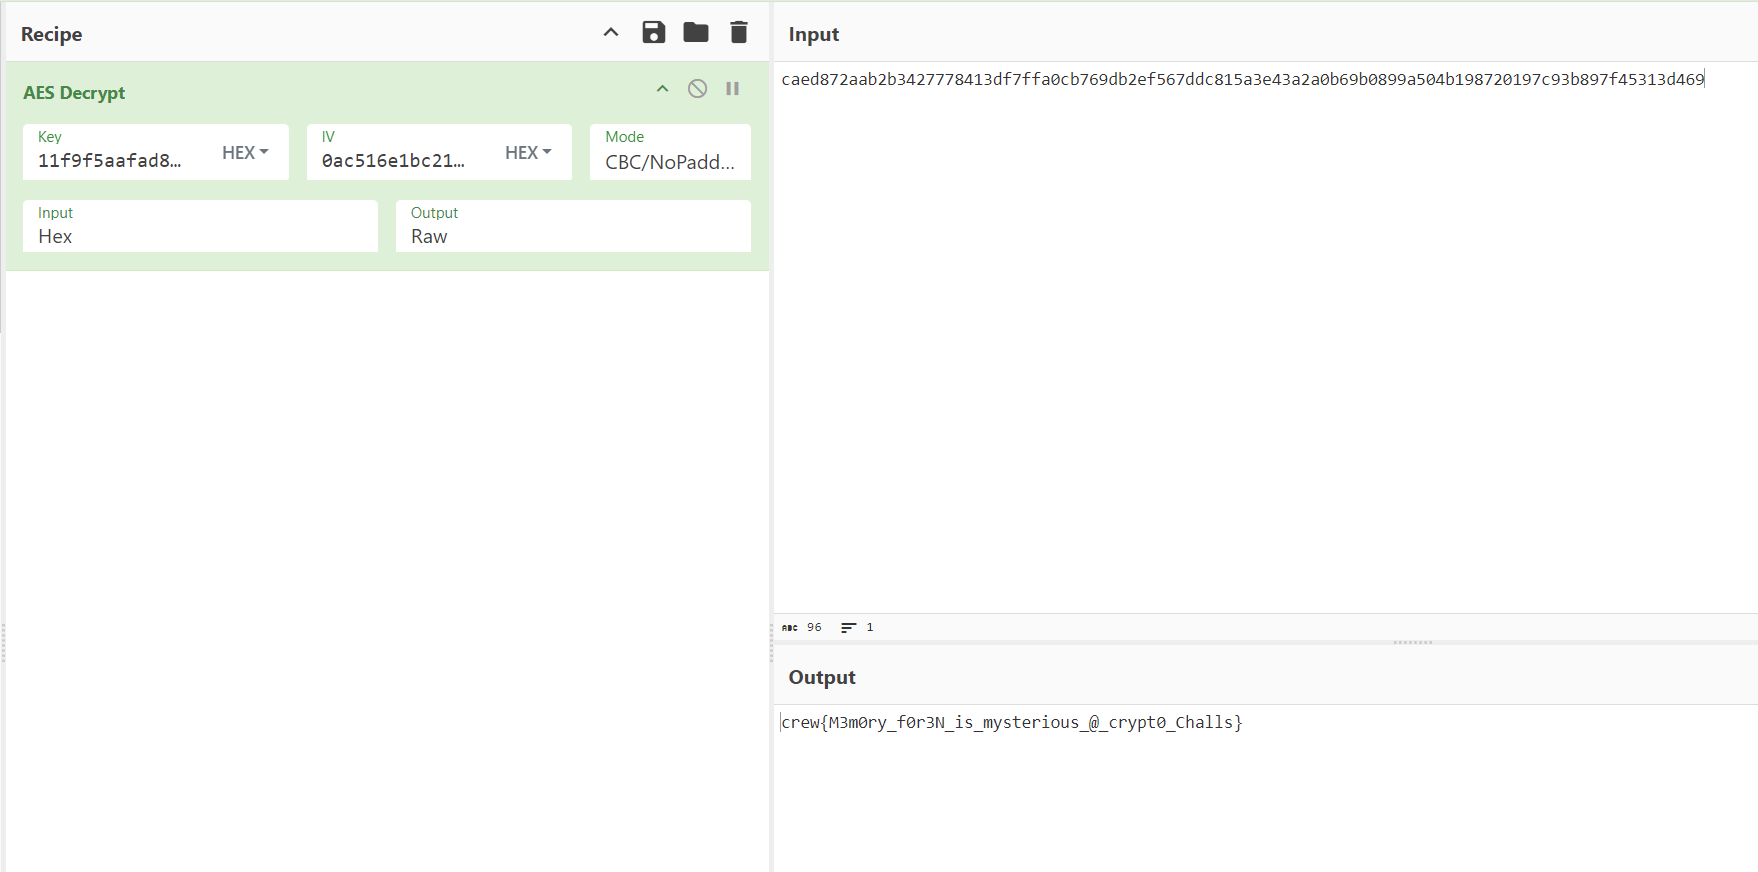 Recipe
AES Decrypt
Key
11f9f5aafad8…
HEX
IV
0ac516e1bc21…
HEX
Mode
CBC/NoPadd…
Input
Hex
Output
Raw
Input
caed872aab2b3427778413df7ffa0cb769db2ef567ddc815a3e43a2a0b69b0899a504b198720197c93b897f45313d469
ABC 96 1
Output
crew{M3m0ry_f0r3N_is_mysterious_@_crypt0_Challs}